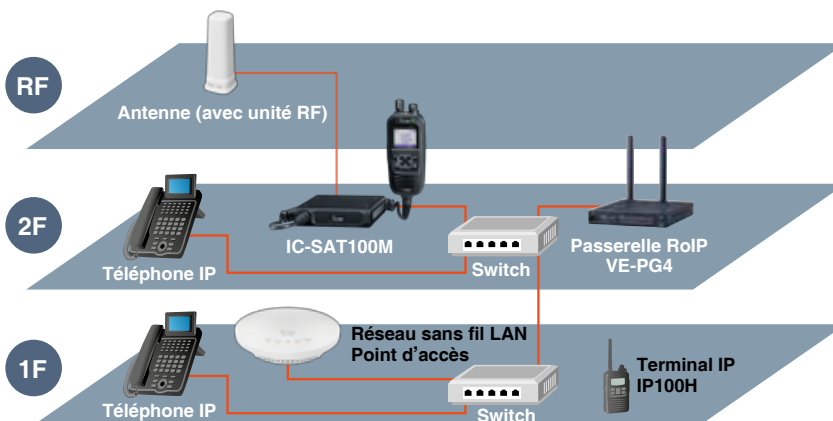 RF
Antenne (avec unité RF)
2F
Téléphone IP
IC-SAT100M
Switch
Passerelle RoIP
VE-PG4
1F
Téléphone IP
Réseau sans fil LAN
Point d’accès
Switch
Terminal IP
IP100H